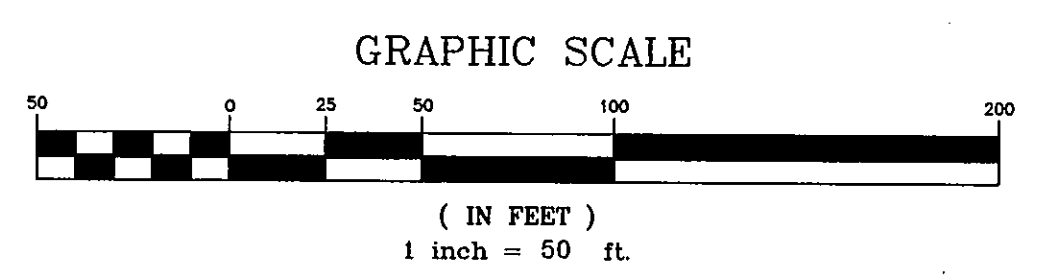 GRAPHIC SCALE
50 0 25 50 100 200
( IN FEET )
1 inch = 50 ft.